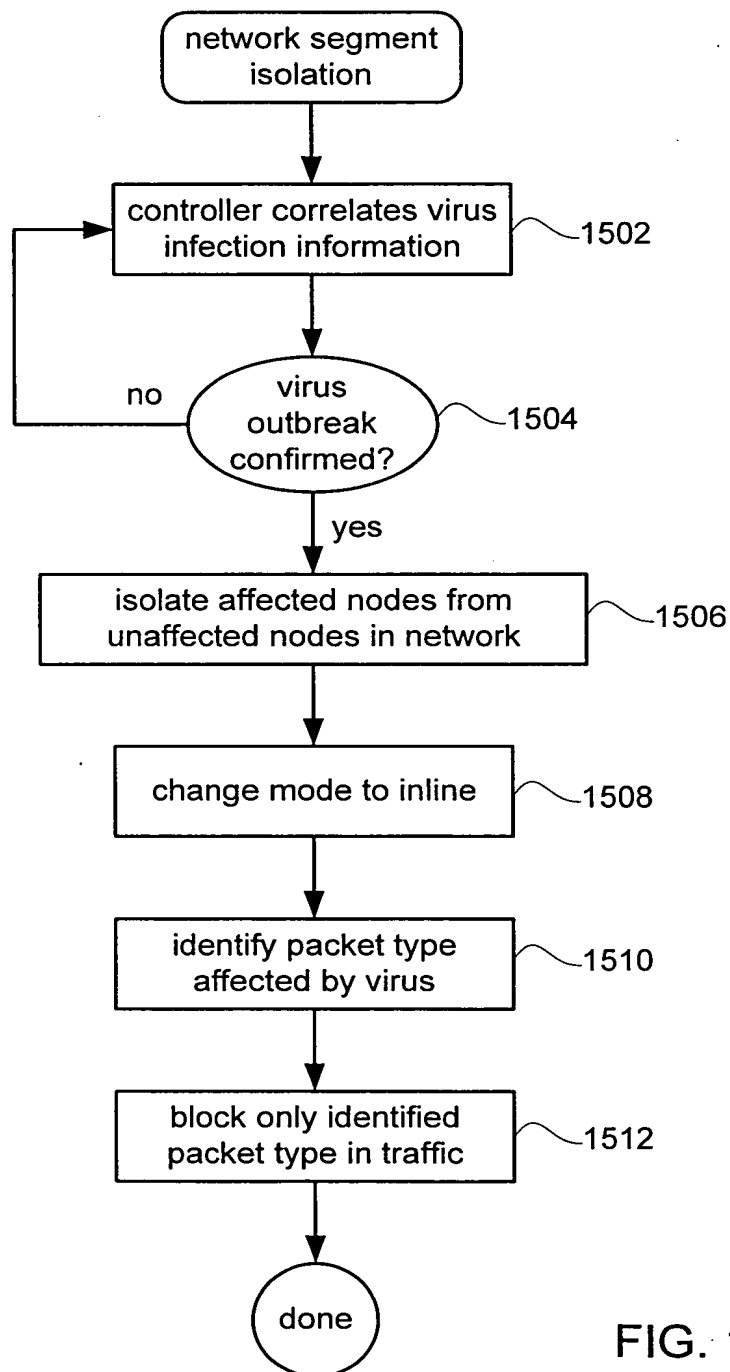 network segment
isolation
controller correlates virus
infection information
1502
no
virus
outbreak
confirmed?
1504
yes
isolate affected nodes from
unaffected nodes in network
1506
change mode to inline
1508
identify packet type
affected by virus
1510
block only identified
packet type in traffic
1512
done
FIG.